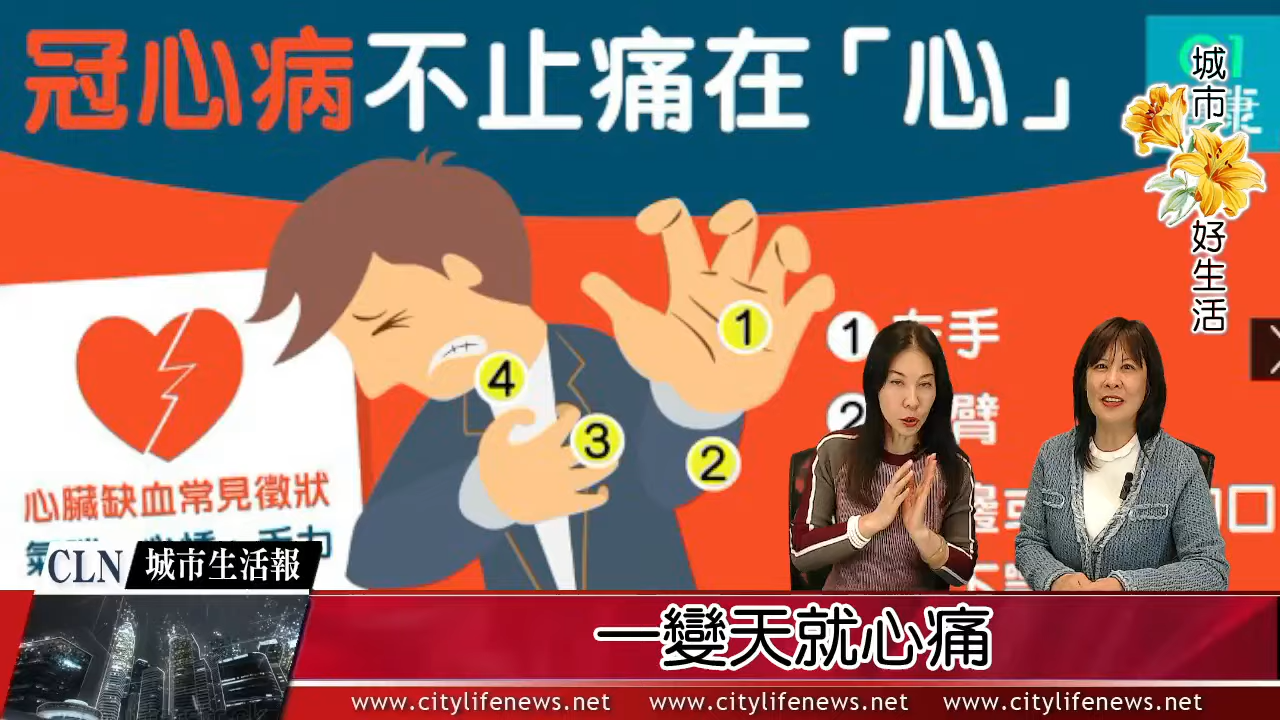 冠心病不止痛在「心」
01
康
城市
好生活
1
4
3
2
1 左手
2 臂
心臟缺血常見徵狀
CLN 城市生活報
一變天就心痛
www.citylifenews.net www.citylifenews.net www.citylifenews.net